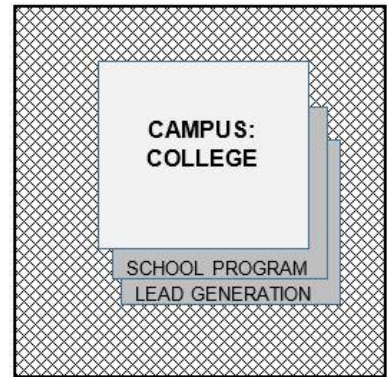 CAMPUS:
COLLEGE
SCHOOL PROGRAM
LEAD GENERATION